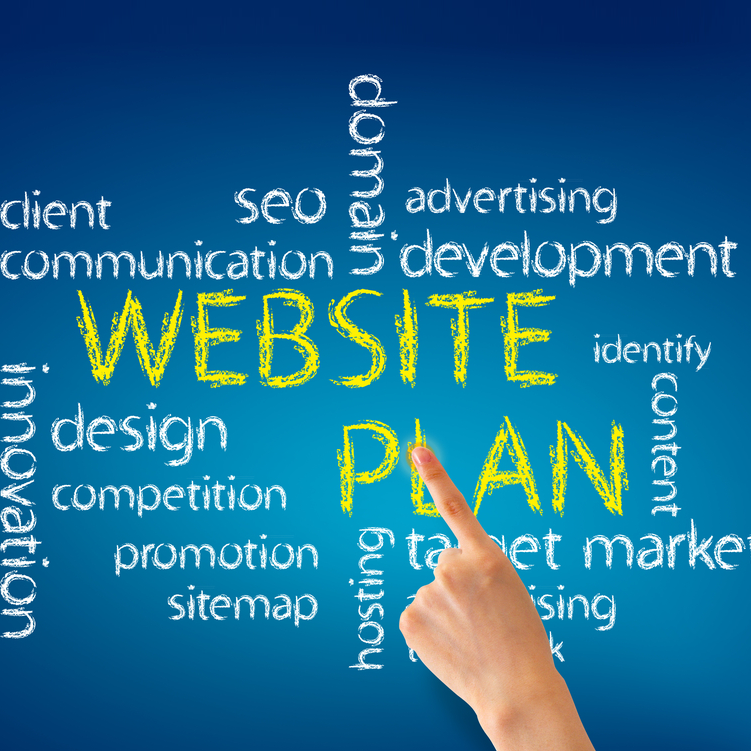 domain
client
seo
advertising
communication
development
WEBSITE
identify
content
innovation
design
PLAN
competition
promotion
hosting
target market
sitemap